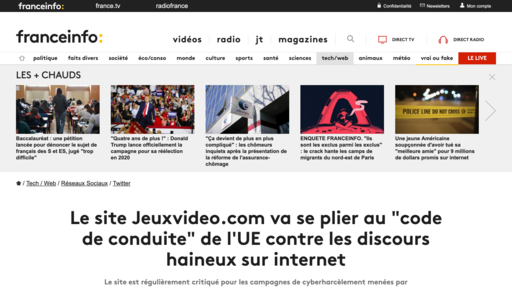 franceinfo:
france.tv
radiofrance
Confidentialité
Newsletters
Mon compte
franceinfo:
vidéos
radio
jt
magazines
DIRECT TV
DIRECT RADIO
politique
faits divers
société
éco/conso
monde
culture
sport
santé
sciences
tech/web
animaux
météo
vrai ou fake
LE LIVE
LES + CHAUDS
Baccalauréat : une pétition
lancée pour dénoncer le sujet de
français des S et ES, jugé "trop
difficile"
"Quatre ans de plus !" : Donald
Trump lance officiellement la
campagne pour sa réélection
en 2020
"Ça devient de plus en plus
compliqué" : les chômeurs
inquiets après la présentation
de la réforme de l'assurance-
chômage
ENQUETE FRANCEINFO. "Ils
sont les exclus parmi les exclus"
: le crack hante les camps de
migrants du nord-est de Paris
POLICE LINE DO NOT CROSS
Une jeune Américaine
soupçonnée d'avoir tué sa
"meilleure amie" pour 9 millions
de dollars promis sur internet
/ Tech / Web / Réseaux Sociaux / Twitter
Le site Jeuxvideo.com va se plier au "code
de conduite" de l'UE contre les discours
haineux sur internet
Le site est régulièrement critiqué pour les campagnes de cyberharcèlement menées par